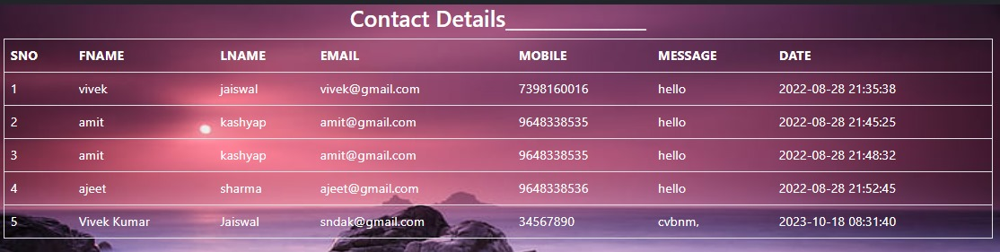 Contact Details______________
SNO FNAME LNAME EMAIL MOBILE MESSAGE DATE
1 vivek jaiswal vivek@gmail.com 7398160016 hello 2022-08-28 21:35:38
2 amit kashyap amit@gmail.com 9648338535 hello 2022-08-28 21:45:25
3 amit kashyap amit@gmail.com 9648338535 hello 2022-08-28 21:48:32
4 ajeet sharma ajeet@gmail.com 9648338536 hello 2022-08-28 21:52:45
5 Vivek Kumar Jaiswal sndak@gmail.com 34567890 cvbnm, 2023-10-18 08:31:40